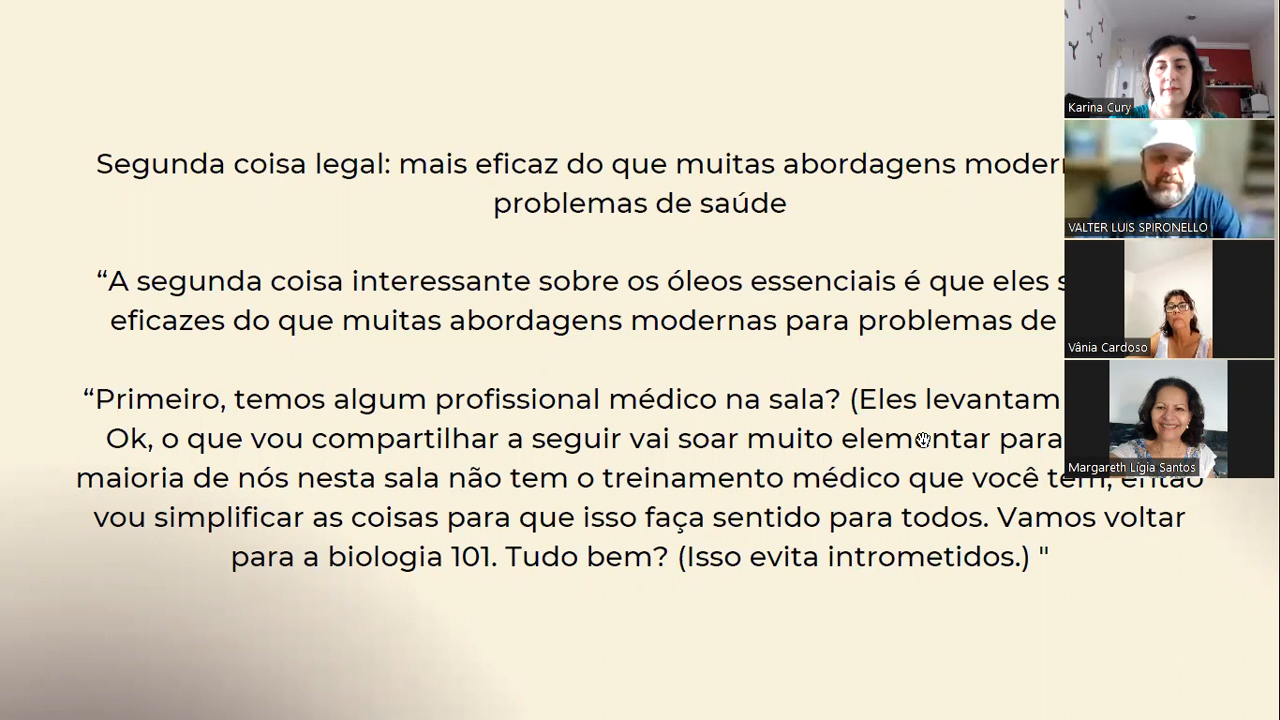 Segunda coisa legal: mais eficaz do que muitas abordagens
problemas de saúde
“A segunda coisa interessante sobre os óleos essenciais é que eles
eficazes do que muitas abordagens modernas para problemas de
“Primeiro, temos algum profissional médico na sala? (Eles levantam
Ok, o que vou compartilhar a seguir vai soar muito elementar para
maioria de nós nesta sala não tem o treinamento médico que você tem, então
vou simplificar as coisas para que isso faça sentido para todos. Vamos voltar
para a biologia 101. Tudo bem? (Isso evita intrometidos.) "
Karina Cury
VALTER LUIS SPIRONELLO
Vânia Cardoso
Margareth Ligia Santos